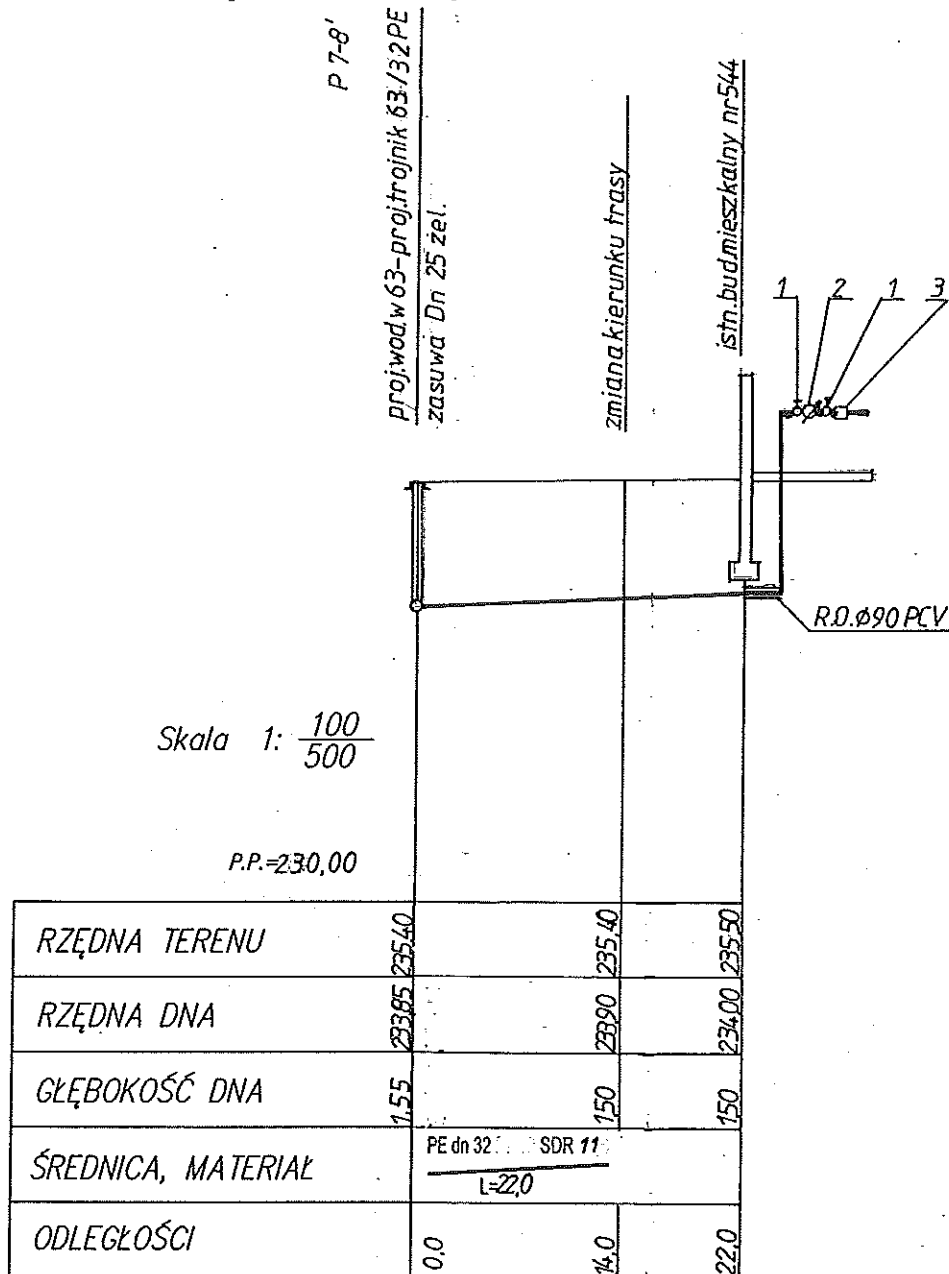 P 7-8'
proj.wod.w 63-proj.trojnik 63/32PE
zasuwa Dn 25 żel.
zmiana kierunku trasy
istn.bud.mieszkalny nr544
1 2 1 3
R.O.ø90 PCV
Skala 1: 100/500
P.P.=230,00
RZĘDNA TERENU 235,40 235,40 235,50
RZĘDNA DNA 233,85 233,90 234,00
GŁĘBOKOŚĆ DNA 1,55 1,50 1,50
ŚREDNICA, MATERIAŁ PE dn 32 SDR 11
L=22,0
ODLEGŁOŚCI 0,0 14,0 22,0